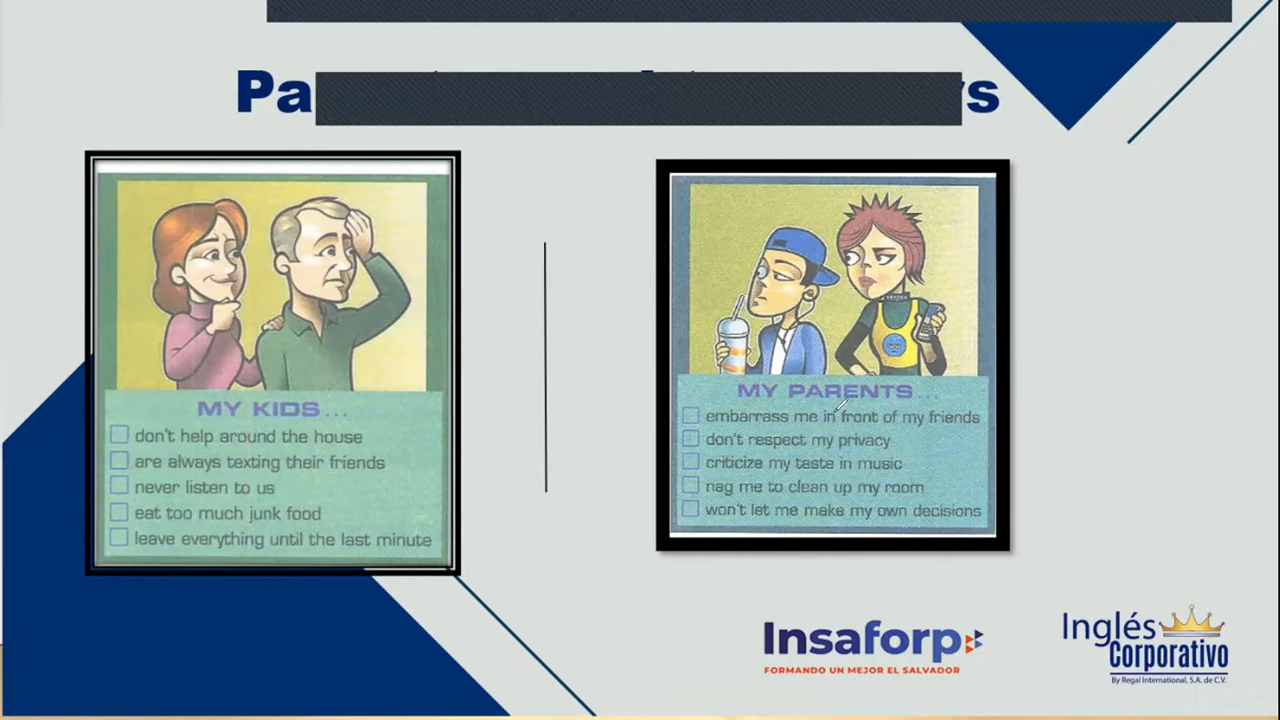 MY KIDS...
don't help around the house
are always texting their friends
never listen to us
eat too much junk food
leave everything until the last minute
MY PARENTS...
embarrass me in front of my friends
don't respect my privacy
criticize my taste in music
nag me to clean up my room
won't let me make my own decisions
Insaforp
FORMANDO UN MEJOR EL SALVADOR
Inglés
Corporativo
By Regal International, S.A. de C.V.